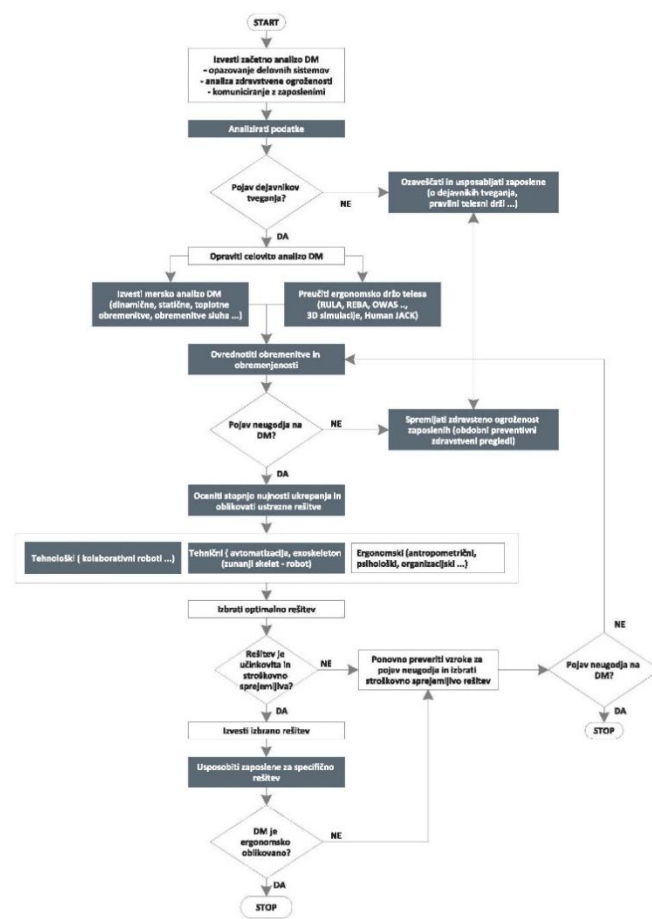 START
Izvesti začetno analizo DM
- opazovanje delovnih sistemov
- analiza zdravstvene ogroženosti
- komuniciranje z zaposlenimi
Analizirati podatke
Pojav dejavnikov
tveganja?
NE
Ozaveščati in usposabljati zaposlene
(o dejavnikih tveganja,
pravilni telesni drži ...)
DA
Opraviti celovito analizo DM
Izvesti mersko analizo DM
(dinamične, statične, toplotne
obremenitve, obremenitve sluha ...)
Preučiti ergonomsko držo telesa
(RULA, REBA, OWAS ..,
3D simulacije, Human JACK)
Ovrednotiti obremenitve in
obremenjenosti
Pojav neugodja na
DM?
NE
Spremljati zdravsteno ogroženost
zaposlenih (obdobni preventivni
zdravstveni pregledi)
DA
Oceniti stopnjo nujnosti ukrepanja in
oblikovati ustrezne rešitve
Tehnološki ( kolaborativni roboti ...)
Tehnični ( avtomatizacija, exoskeleton
(zunanji skelet - robot)
Ergonomski (antropometrični,
psihološki, organizacijski ...)
Izbrati optimalno rešitev
NE
Rešitev je
učinkovita in
stroškovno
sprejemljiva?
NE
Ponovno preveriti vzroke za
pojav neugodja in izbrati
stroškovno sprejemljivo rešitev
Pojav neugodja na
DM?
DA
STOP
DA
Izvesti izbrano rešitev
Usposobiti zaposlene za specifično
rešitev
DM je
ergonomsko
oblikovano?
NE
DA
STOP